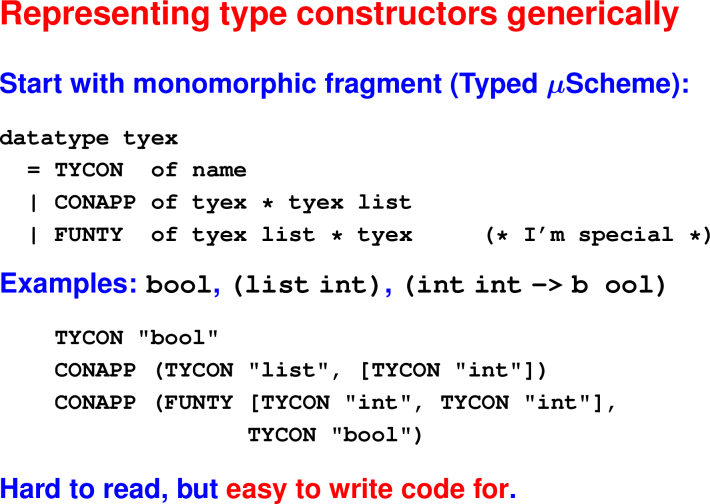 Representing type constructors generically
Start with monomorphic fragment (Typed μScheme):
datatype tyex
= TYCON of name
| CONAPP of tyex * tyex list
| FUNTY of tyex list * tyex (* I'm special *)
Examples: bool, (list int), (int int -> b ool)
TYCON "bool"
CONAPP (TYCON "list", [TYCON "int"])
CONAPP (FUNTY [TYCON "int", TYCON "int"],
TYCON "bool")
Hard to read, but easy to write code for.